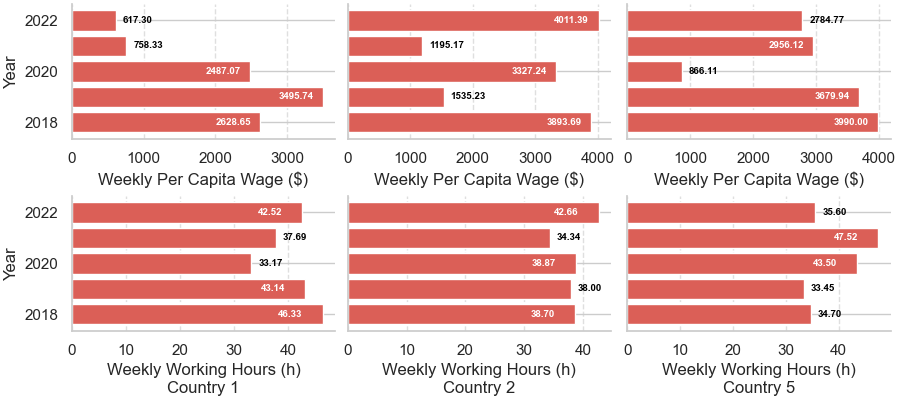 Year
2022
2020
2018
617.30
758.33
2487.07
3495.74
2628.65
0 1000 2000 3000
Weekly Per Capita Wage ($)
4011.39
1195.17
3327.24
1535.23
3893.69
0 1000 2000 3000 4000
Weekly Per Capita Wage ($)
2784.77
2956.12
866.11
3679.94
3990.00
0 1000 2000 3000 4000
Weekly Per Capita Wage ($)
Year
2022
2020
2018
42.52
37.69
33.17
43.14
46.33
0 10 20 30 40
Weekly Working Hours (h)
Country 1
42.66
34.34
38.87
38.00
38.70
0 10 20 30 40
Weekly Working Hours (h)
Country 2
35.60
47.52
43.50
33.45
34.70
0 10 20 30 40
Weekly Working Hours (h)
Country 5